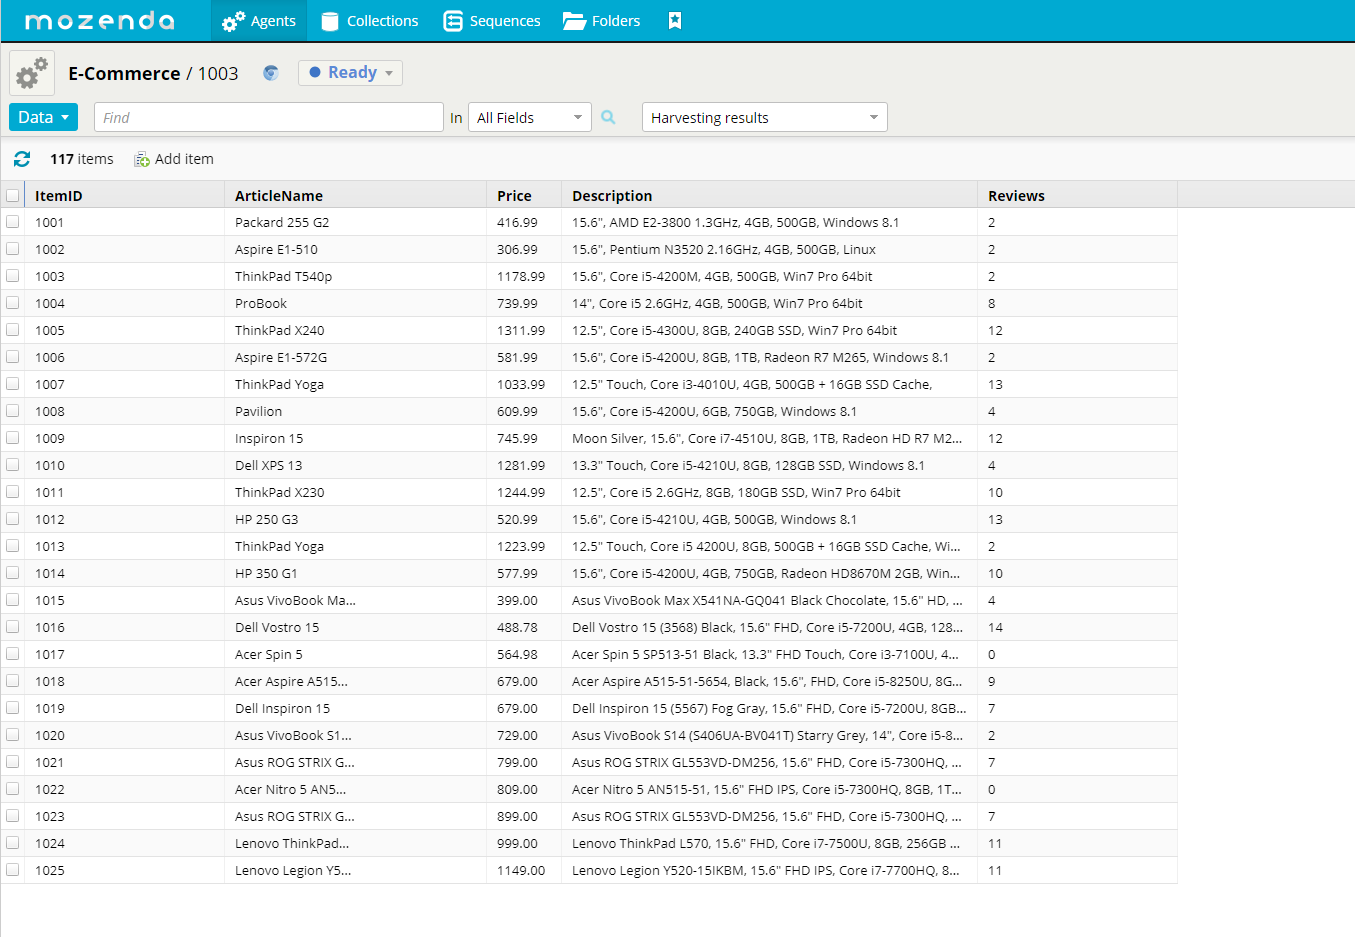 mozenda Agents Collections Sequences Folders
E-Commerce / 1003 Ready
Data Find In All Fields Harvesting results
117 items Add item
ItemID ArticleName Price Description Reviews
1001 Packard 255 G2 416.99 15.6", AMD E2-3800 1.3GHz, 4GB, 500GB, Windows 8.1 2
1002 Aspire E1-510 306.99 15.6", Pentium N3520 2.16GHz, 4GB, 500GB, Linux 2
1003 ThinkPad T540p 1178.99 15.6", Core i5-4200M, 4GB, 500GB, Win7 Pro 64bit 2
1004 ProBook 739.99 14", Core i5 2.6GHz, 4GB, 500GB, Win7 Pro 64bit 8
1005 ThinkPad X240 1311.99 12.5", Core i5-4300U, 8GB, 240GB SSD, Win7 Pro 64bit 12
1006 Aspire E1-572G 581.99 15.6", Core i5-4200U, 8GB, 1TB, Radeon R7 M265, Windows 8.1 2
1007 ThinkPad Yoga 1033.99 12.5" Touch, Core i3-4010U, 4GB, 500GB + 16GB SSD Cache, 13
1008 Pavilion 609.99 15.6", Core i5-4200U, 6GB, 750GB, Windows 8.1 4
1009 Inspiron 15 745.99 Moon Silver, 15.6", Core i7-4510U, 8GB, 1TB, Radeon HD R7 M2... 12
1010 Dell XPS 13 1281.99 13.3" Touch, Core i5-4210U, 8GB, 128GB SSD, Windows 8.1 4
1011 ThinkPad X230 1244.99 12.5", Core i5 2.6GHz, 8GB, 180GB SSD, Win7 Pro 64bit 10
1012 HP 250 G3 520.99 15.6", Core i5-4210U, 4GB, 500GB, Windows 8.1 13
1013 ThinkPad Yoga 1223.99 12.5" Touch, Core i5 4200U, 8GB, 500GB + 16GB SSD Cache, Wi... 2
1014 HP 350 G1 577.99 15.6", Core i5-4200U, 4GB, 750GB, Radeon HD8670M 2GB, Win... 10
1015 Asus VivoBook Ma... 399.00 Asus VivoBook Max X541NA-GQ041 Black Chocolate, 15.6" HD, ... 4
1016 Dell Vostro 15 488.78 Dell Vostro 15 (3568) Black, 15.6" FHD, Core i5-7200U, 4GB, 128... 14
1017 Acer Spin 5 564.98 Acer Spin 5 SP513-51 Black, 13.3" FHD Touch, Core i3-7100U, 4... 0
1018 Acer Aspire A515... 679.00 Acer Aspire A515-51-5654, Black, 15.6", FHD, Core i5-8250U, 8G... 9
1019 Dell Inspiron 15 679.00 Dell Inspiron 15 (5567) Fog Gray, 15.6" FHD, Core i5-7200U, 8GB... 7
1020 Asus VivoBook S1... 729.00 Asus VivoBook S14 (S406UA-BV041T) Starry Grey, 14", Core i5-8... 2
1021 Asus ROG STRIX G... 799.00 Asus ROG STRIX GL553VD-DM256, 15.6" FHD, Core i5-7300HQ, ... 7
1022 Acer Nitro 5 AN5... 809.00 Acer Nitro 5 AN515-51, 15.6" FHD IPS, Core i5-7300HQ, 8GB, 1T... 0
1023 Asus ROG STRIX G... 899.00 Asus ROG STRIX GL553VD-DM256, 15.6" FHD, Core i5-7300HQ, ... 7
1024 Lenovo ThinkPad... 999.00 Lenovo ThinkPad L570, 15.6" FHD, Core i7-7500U, 8GB, 256GB ... 11
1025 Lenovo Legion Y5... 1149.00 Lenovo Legion Y520-15IKBM, 15.6" FHD IPS, Core i7-7700HQ, 8... 11